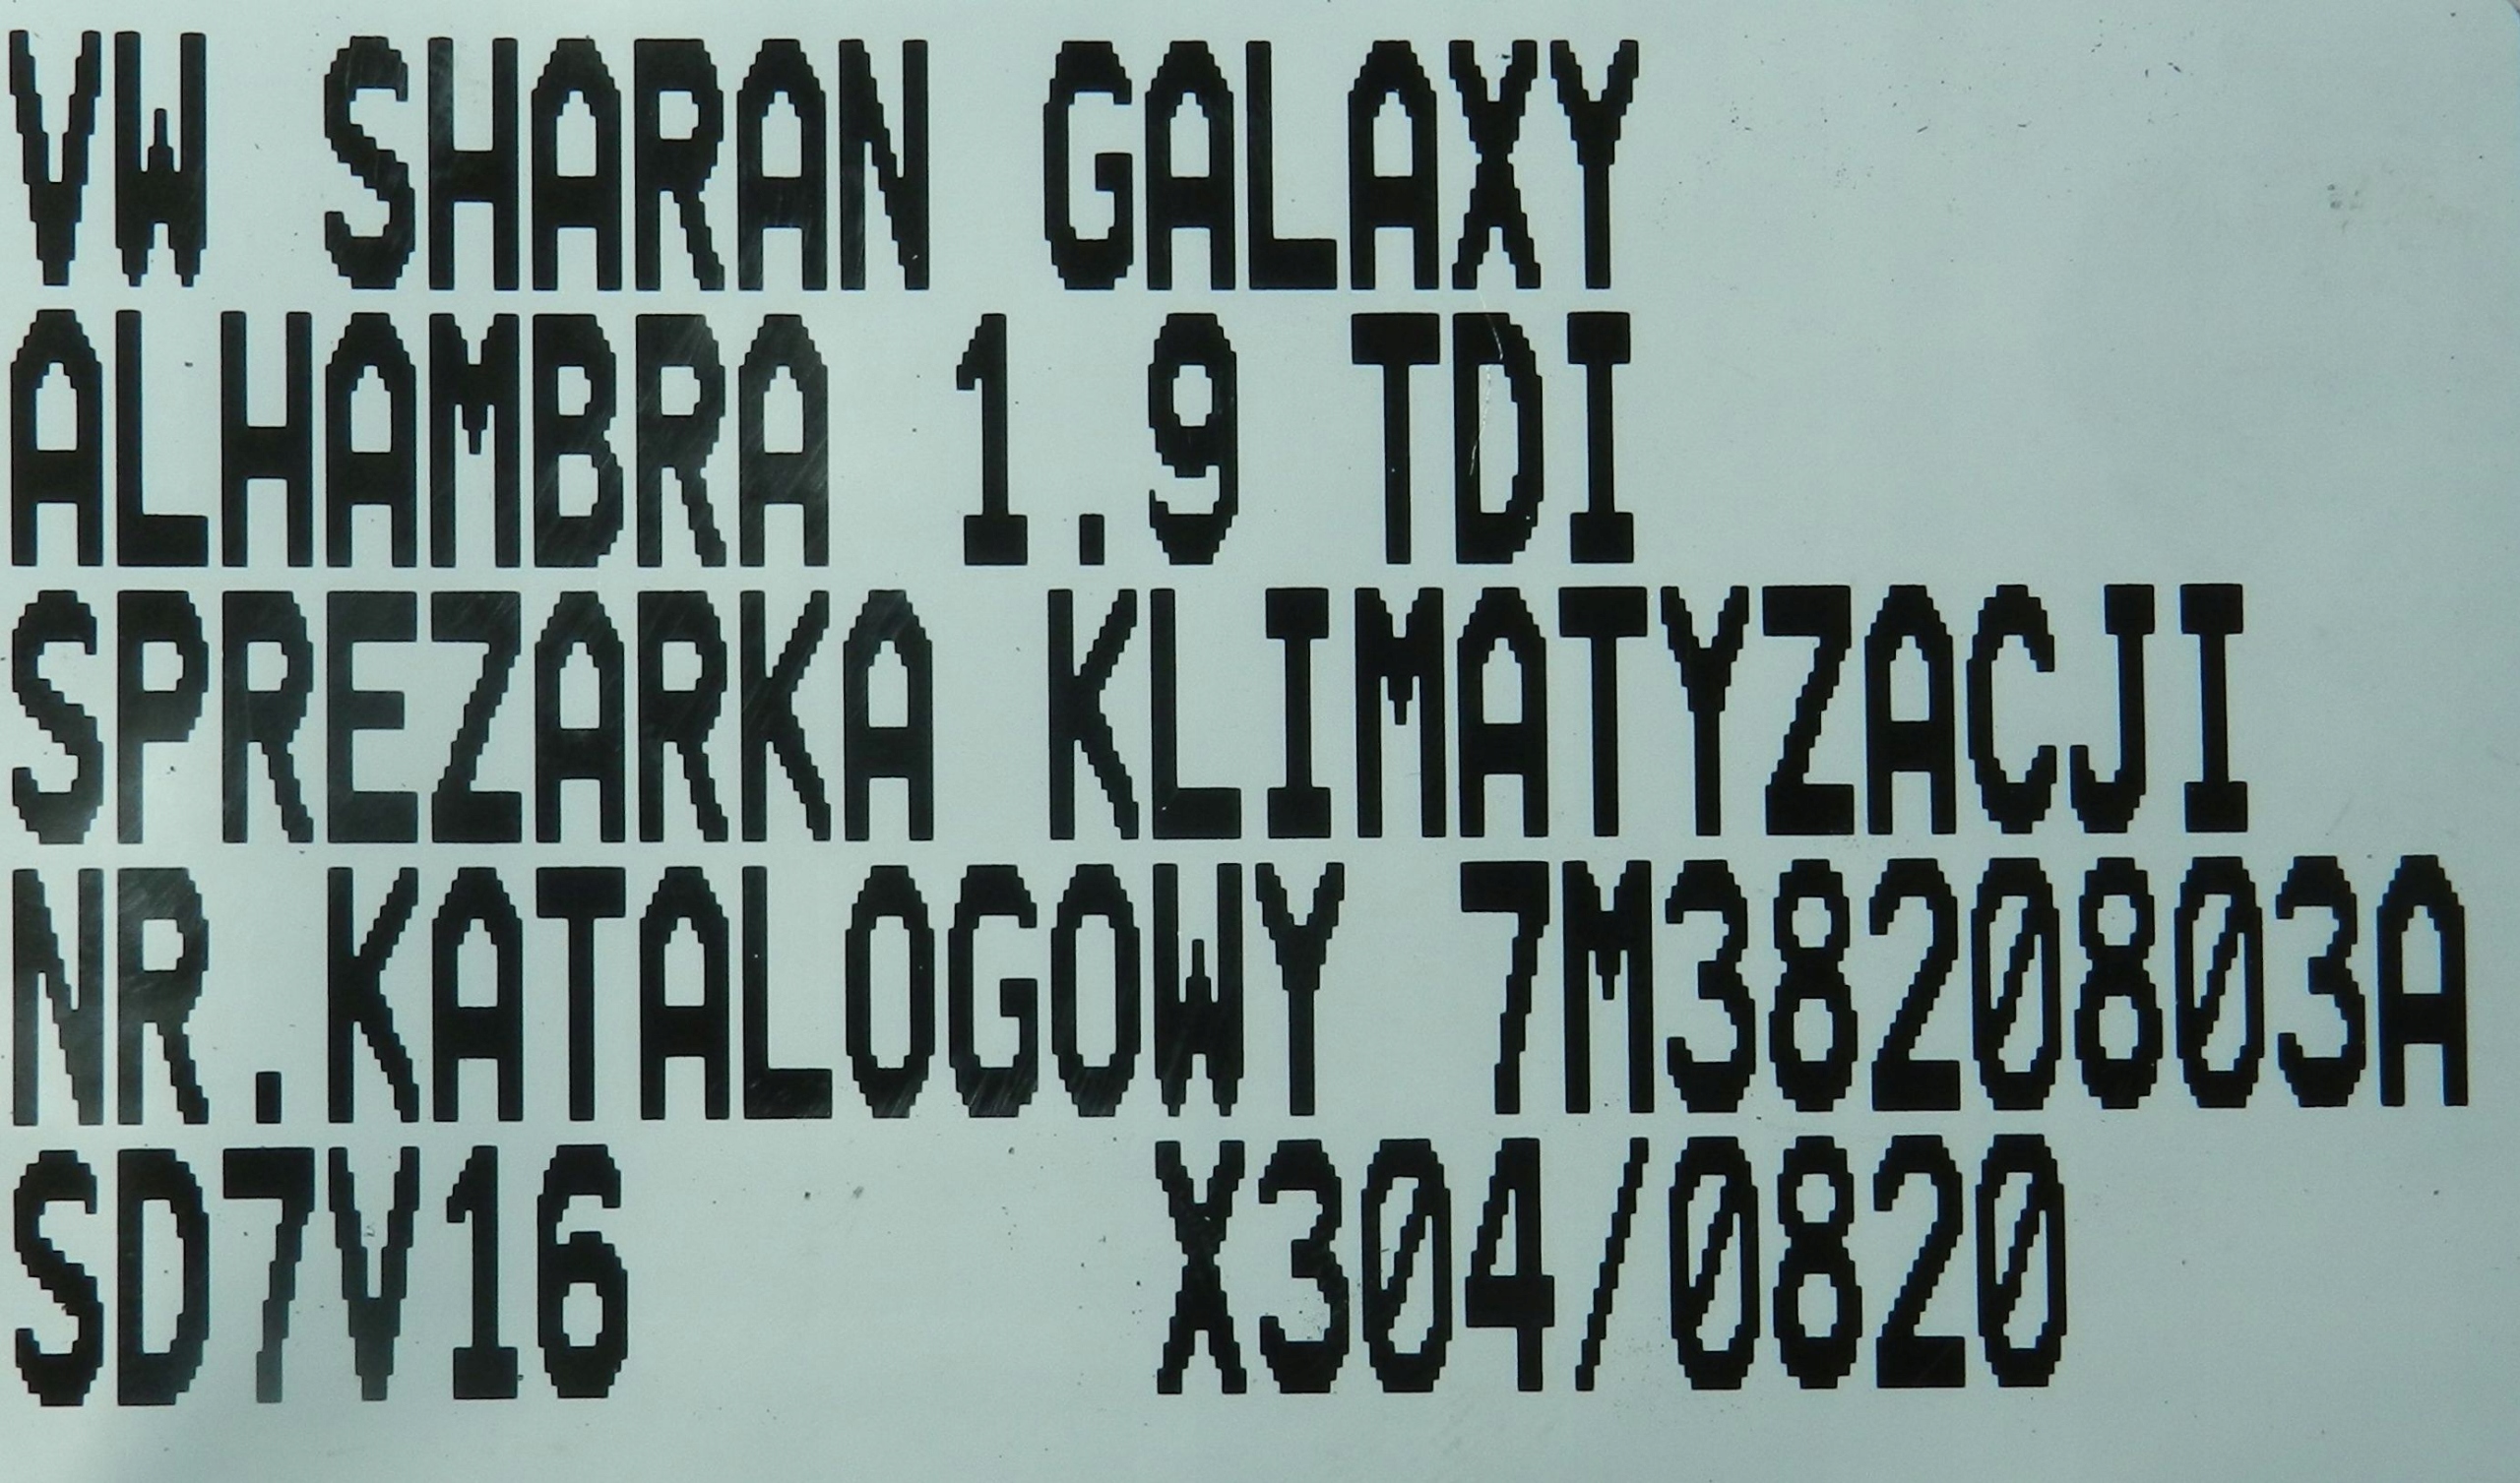 VW SHARAN GALAXY
ALHAMBRA 1.9 TDI
SPREZARKA KLIMATYZACJI
NR.KATALOGOWY 7M3820803A
SD7V16 X304/0820